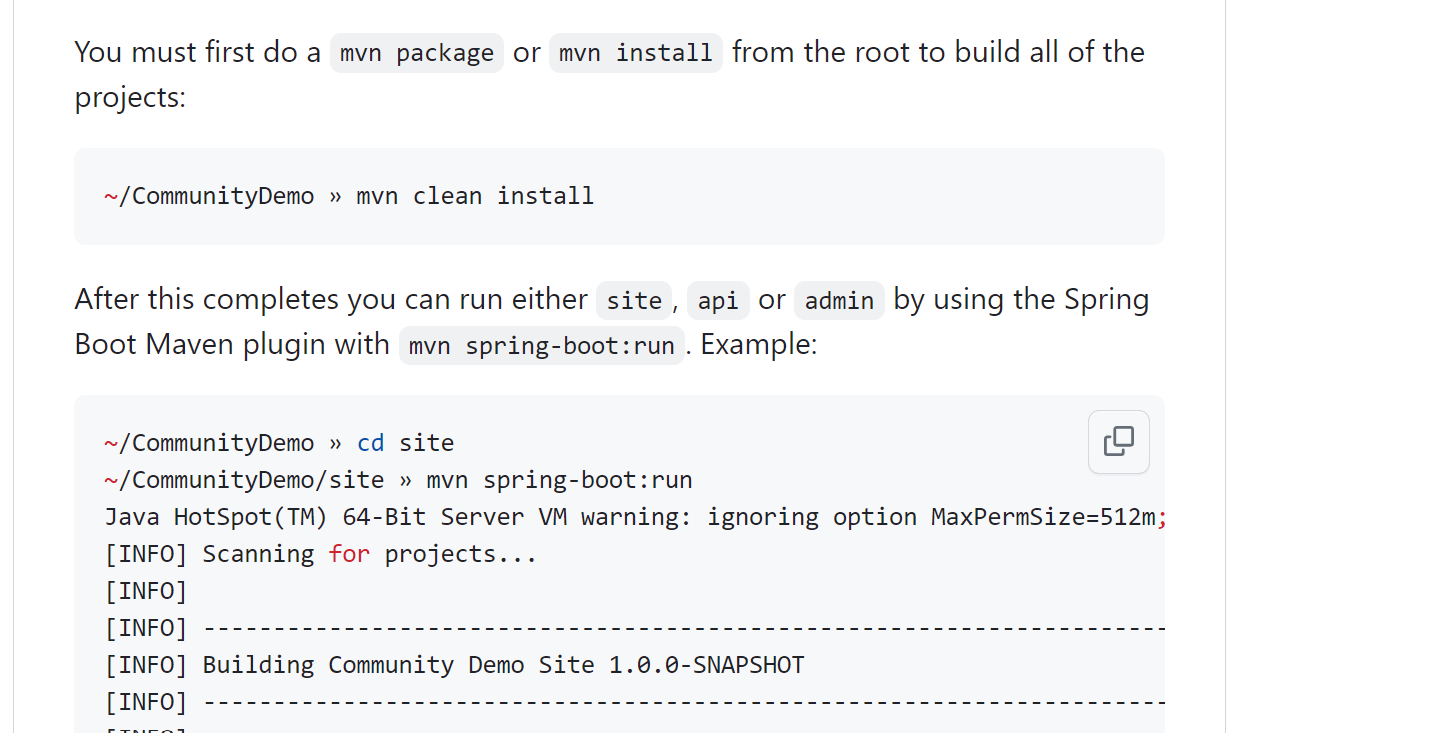 You must first do a mvn package or mvn install from the root to build all of the
projects:
~/CommunityDemo » mvn clean install
After this completes you can run either site, api or admin by using the Spring
Boot Maven plugin with mvn spring-boot:run. Example:
~/CommunityDemo » cd site
~/CommunityDemo/site » mvn spring-boot:run
Java HotSpot(TM) 64-Bit Server VM warning: ignoring option MaxPermSize=512m;
[INFO] Scanning for projects...
[INFO]
[INFO] ---------------------------------------------------------------------
[INFO] Building Community Demo Site 1.0.0-SNAPSHOT
[INFO] ---------------------------------------------------------------------